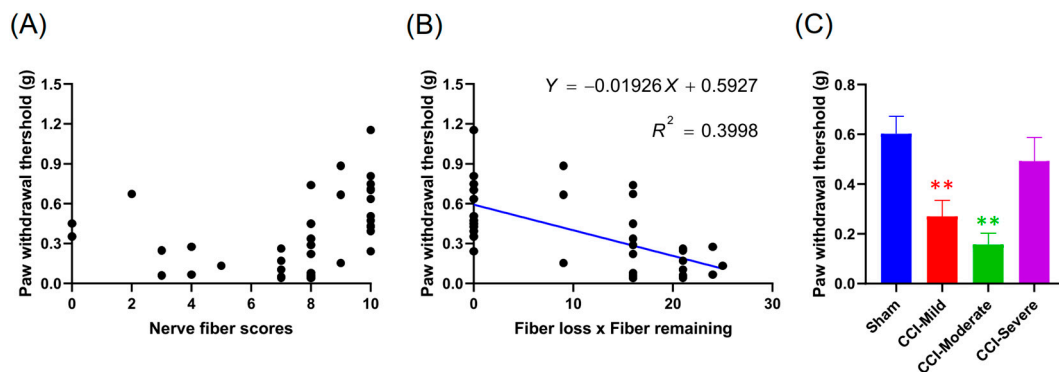 (A)
Paw withdrawal thershold (g)
1.5
1.2
0.9
0.6
0.3
0.0
0
2
4
6
8
10
Nerve fiber scores
(B)
Paw withdrawal thershold (g)
1.5
1.2
0.9
0.6
0.3
0.0
Y = −0.01926 X + 0.5927
R² = 0.3998
0
10
20
30
Fiber loss x Fiber remaining
(C)
Paw withdrawal thershold (g)
0.8
0.6
0.4
0.2
0.0
**
**
Sham
CCI-Mild
CCI-Moderate
CCI-Severe